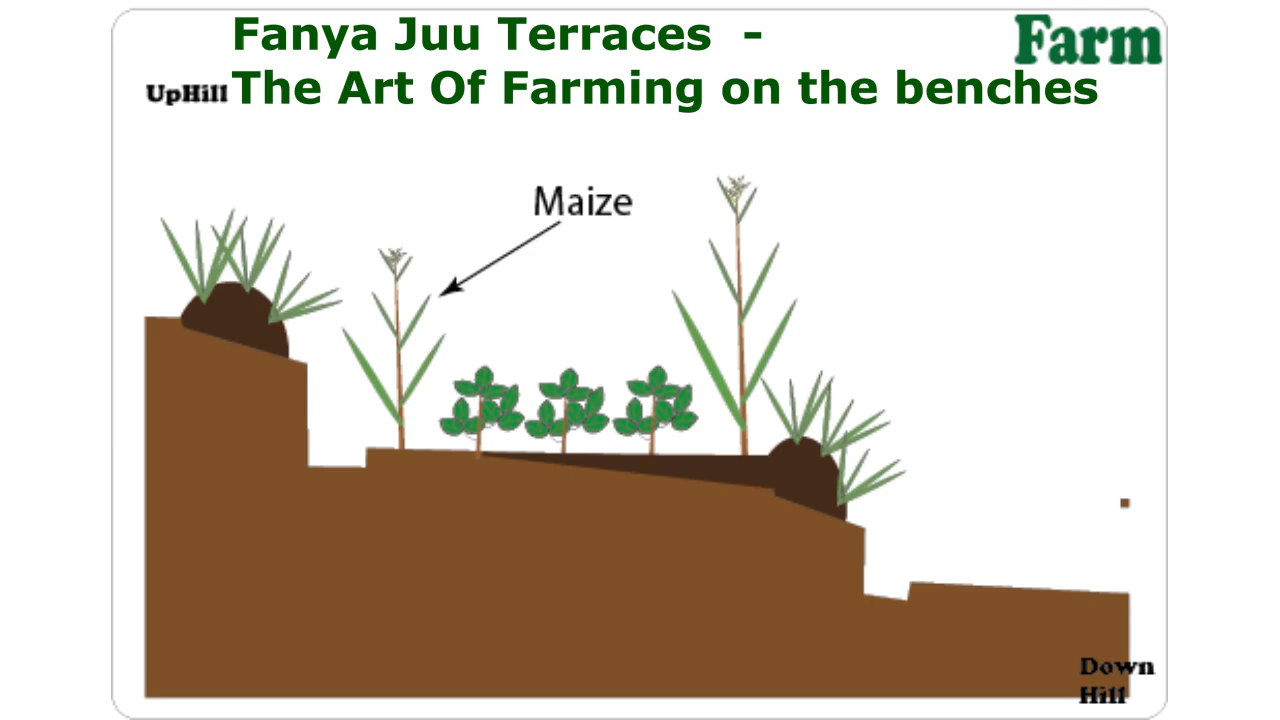 Fanya Juu Terraces -
Farm
UpHill
The Art Of Farming on the benches
Maize
Down
Hill